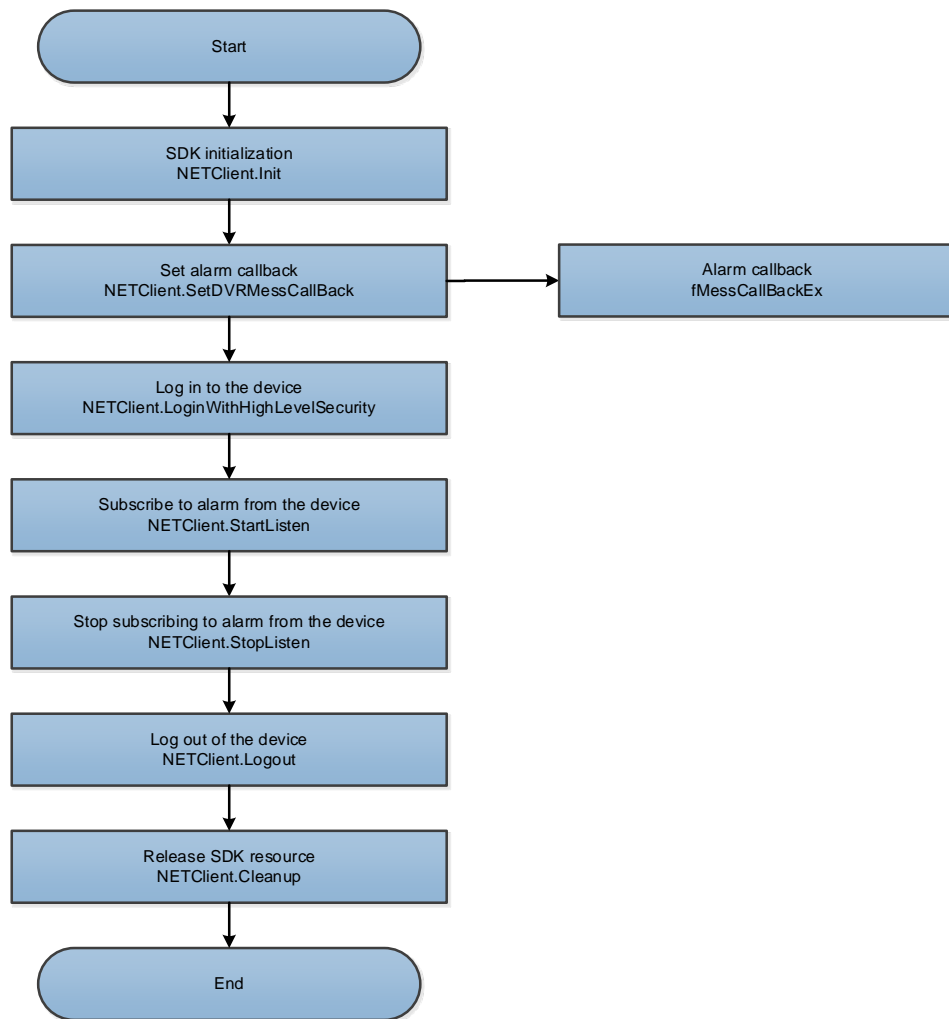 Start
SDK initialization
NETClient.Init
Set alarm callback
NETClient.SetDVRMessCallBack
Alarm callback
fMessCallBackEx
Log in to the device
NETClient.LoginWithHighLevelSecurity
Subscribe to alarm from the device
NETClient.StartListen
Stop subscribing to alarm from the device
NETClient.StopListen
Log out of the device
NETClient.Logout
Release SDK resource
NETClient.Cleanup
End